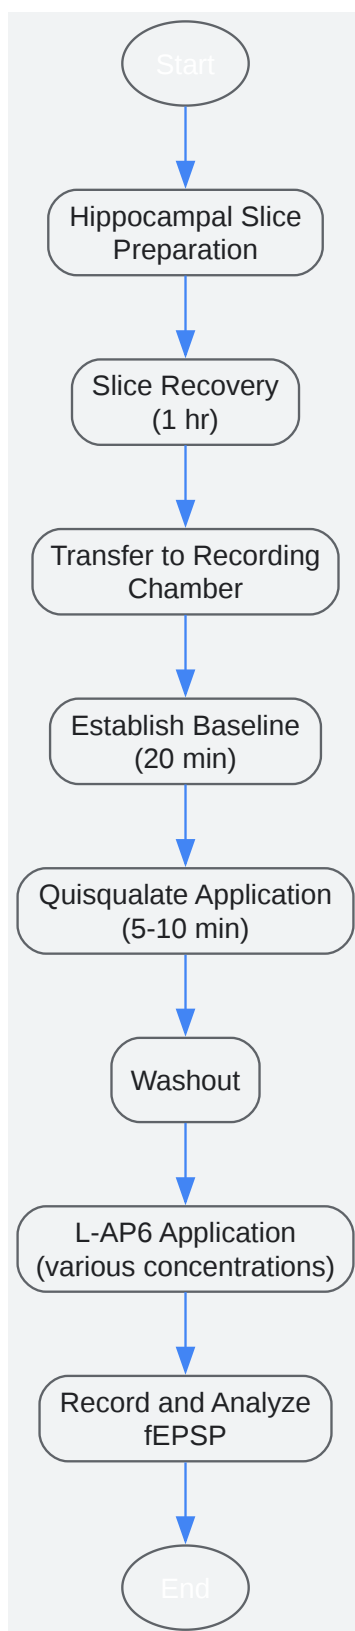 Start
Hippocampal Slice
Preparation
Slice Recovery
(1 hr)
Transfer to Recording
Chamber
Establish Baseline
(20 min)
Quisqualate Application
(5-10 min)
Washout
L-AP6 Application
(various concentrations)
Record and Analyze
fEPSP
End